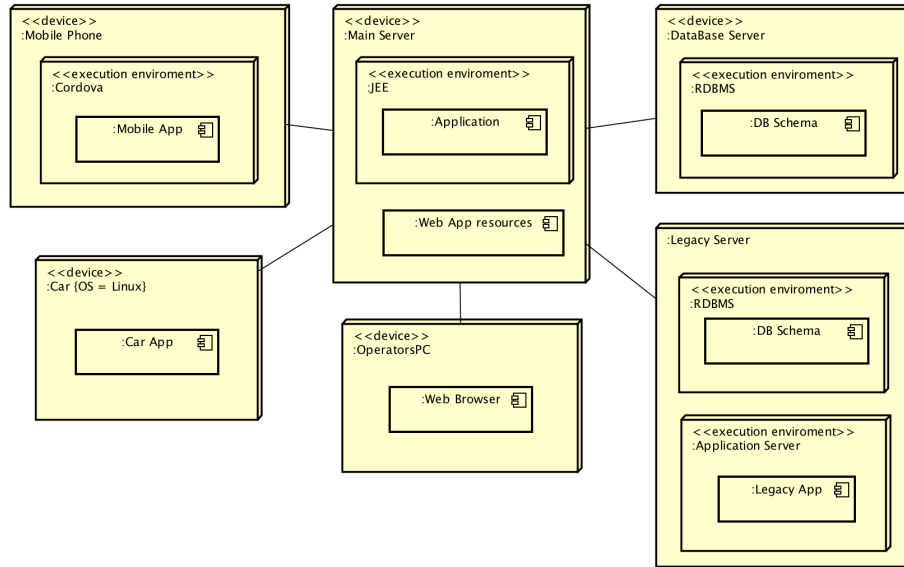 <<device>>
:Mobile Phone
<<execution enviroment>>
:Cordova
:Mobile App
<<device>>
:Main Server
<<execution enviroment>>
:JEE
:Application
:Web App resources
<<device>>
:DataBase Server
<<execution enviroment>>
:RDBMS
:DB Schema
<<device>>
:Car {OS = Linux}
:Car App
<<device>>
:OperatorsPC
:Web Browser
:Legacy Server
<<execution enviroment>>
:RDBMS
:DB Schema
<<execution enviroment>>
:Application Server
:Legacy App